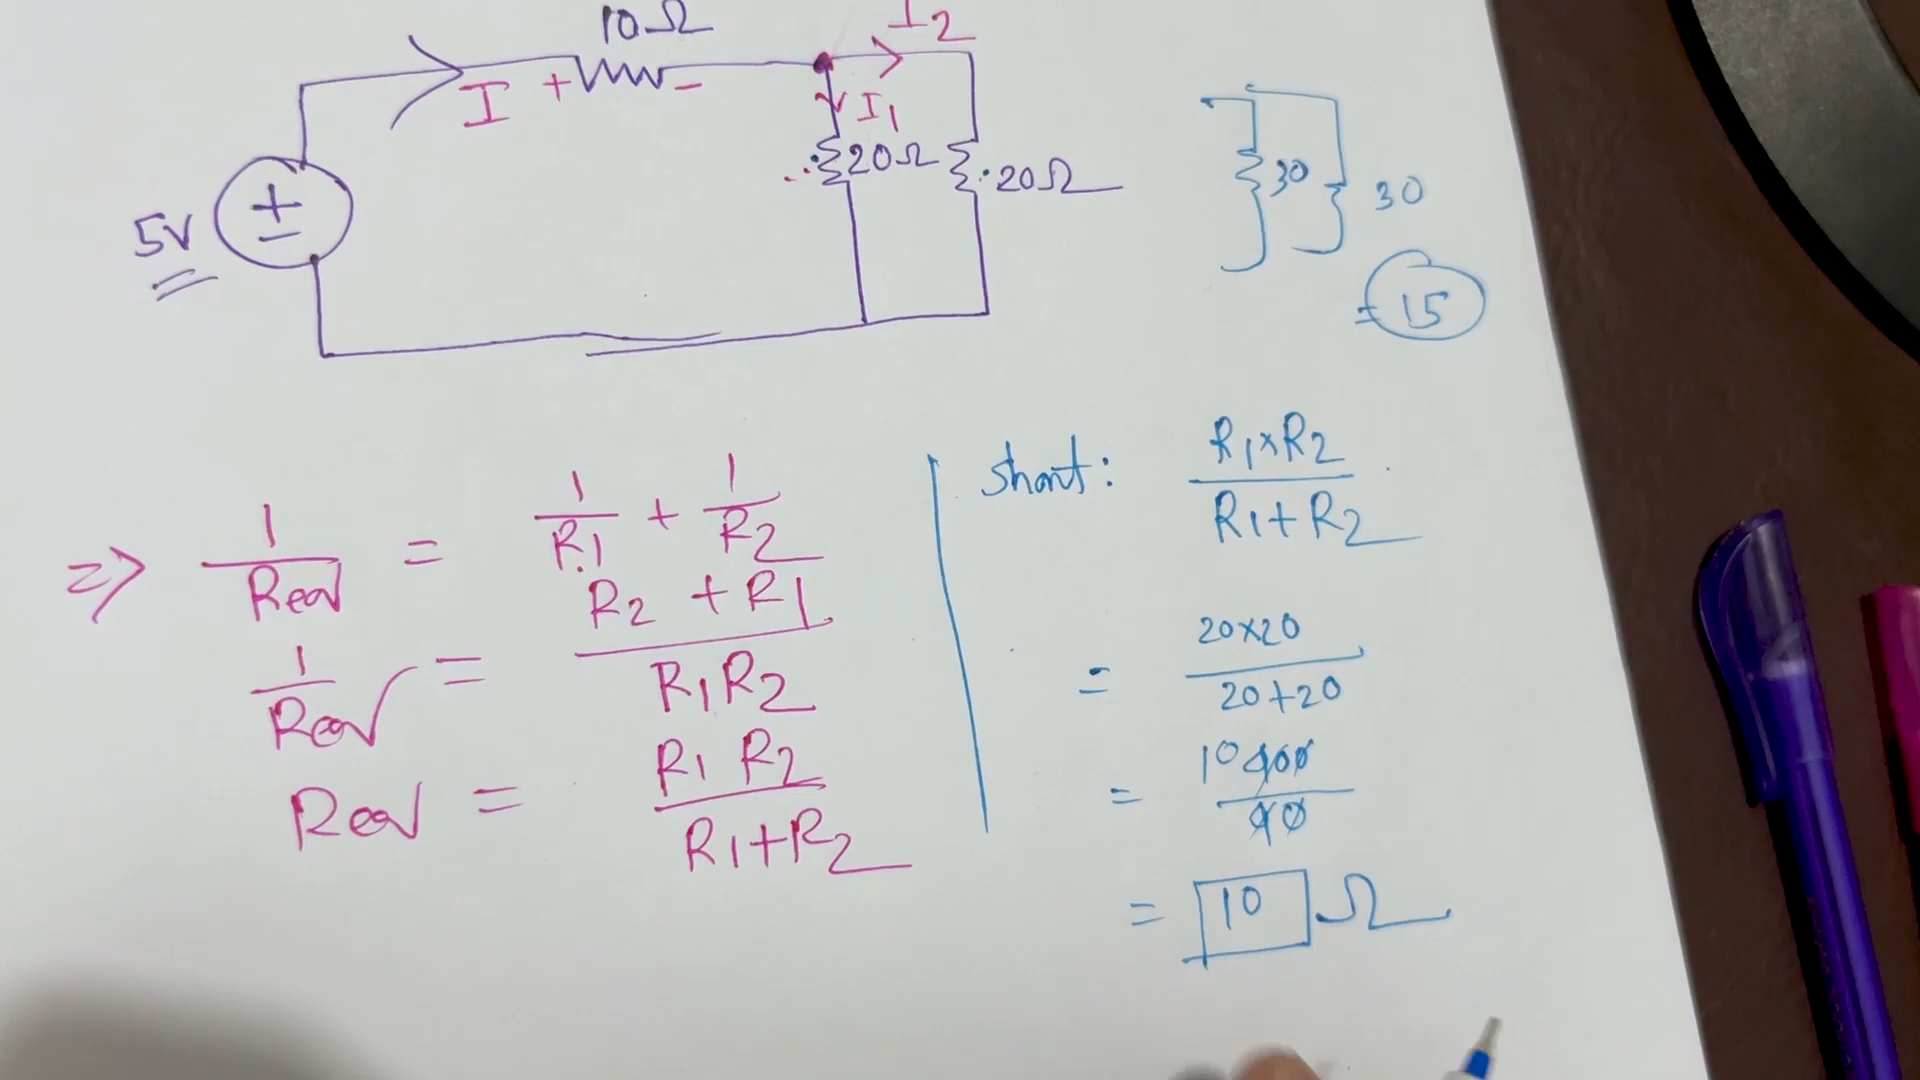 10Ω
I2
I + -
I1
20Ω
20Ω
5V
+
-
30
30
= 15
=> 1/Req = 1/R1 + 1/R2
1/Req = R2 + R1 / R1R2
Req = R1 R2 / R1+R2
Short: R1×R2 / R1+R2
= 20×20 / 20+20
= 10 400 / 40
= 10 Ω